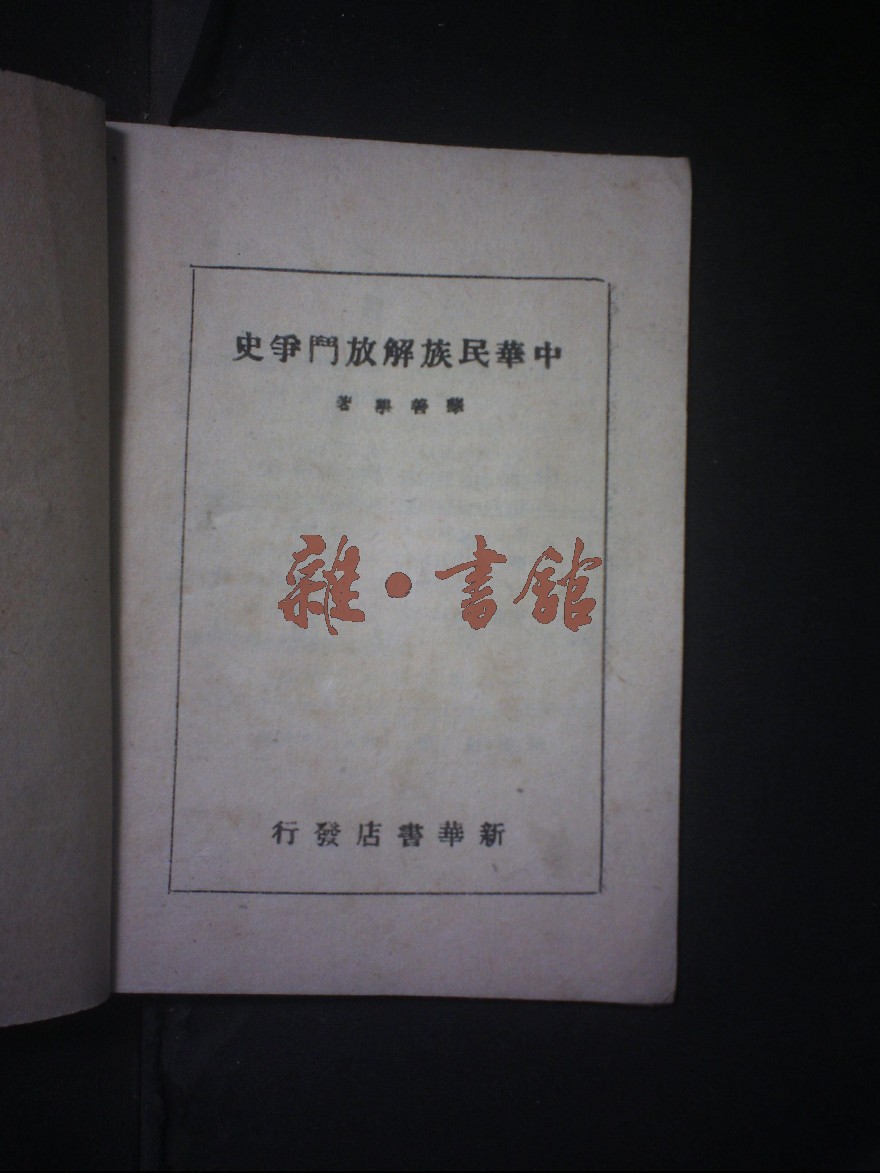 中華民族解放鬥爭史
著
雜·書館
新華書店發行